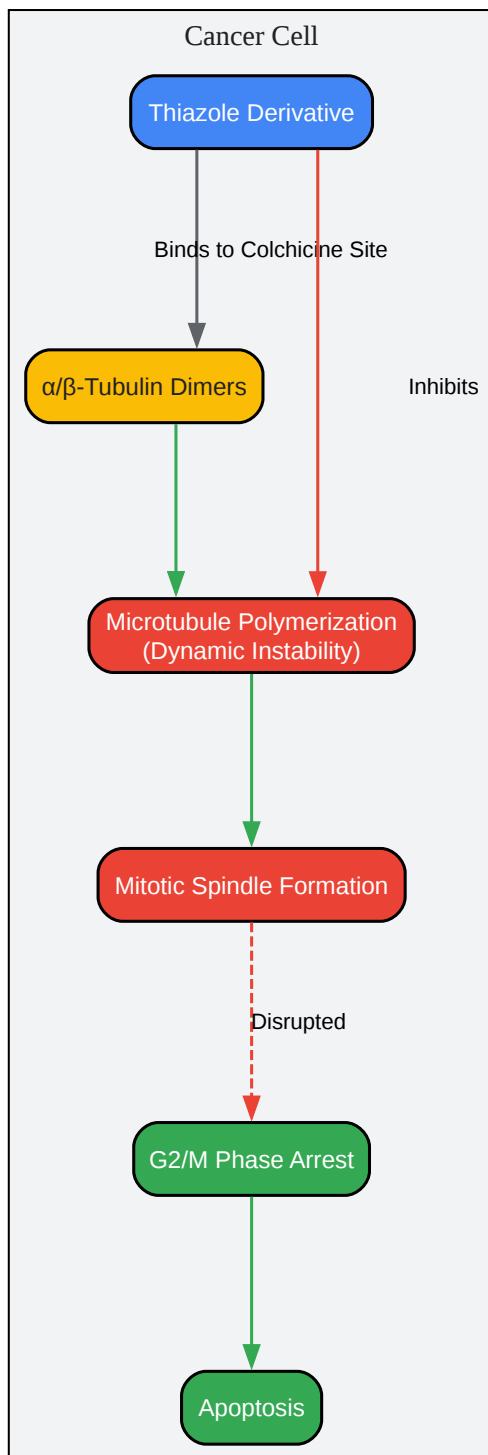 Cancer Cell
Thiazole Derivative
Binds to Colchicine Site
α/β-Tubulin Dimers
Inhibits
Microtubule Polymerization
(Dynamic Instability)
Mitotic Spindle Formation
Disrupted
G2/M Phase Arrest
Apoptosis